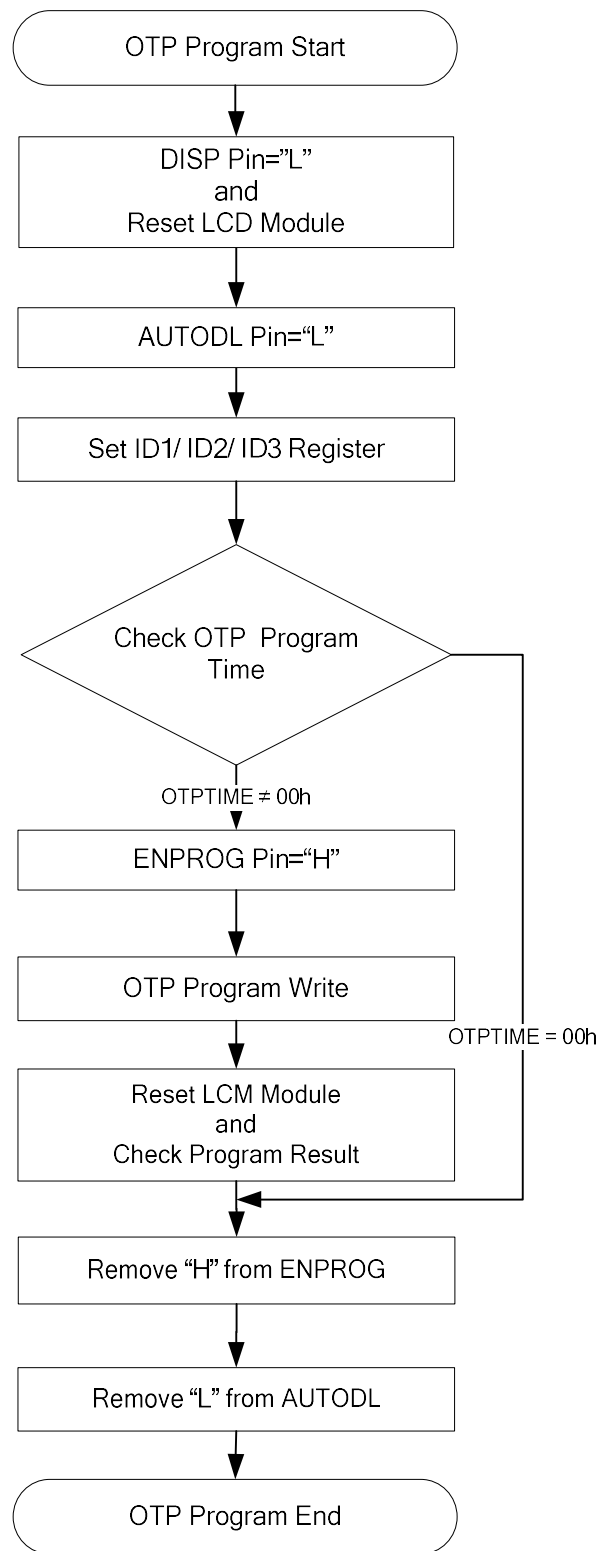 OTP Program Start
DISP Pin=”L”
and
Reset LCD Module
AUTODL Pin=“L”
Set ID1/ ID2/ ID3 Register
Check OTP  Program
Time
OTPTIME ≠ 00h
ENPROG Pin=“H”
OTP Program Write
OTPTIME = 00h
Reset LCM Module
and
Check Program Result
Remove “H” from ENPROG
Remove “L” from AUTODL
OTP Program End